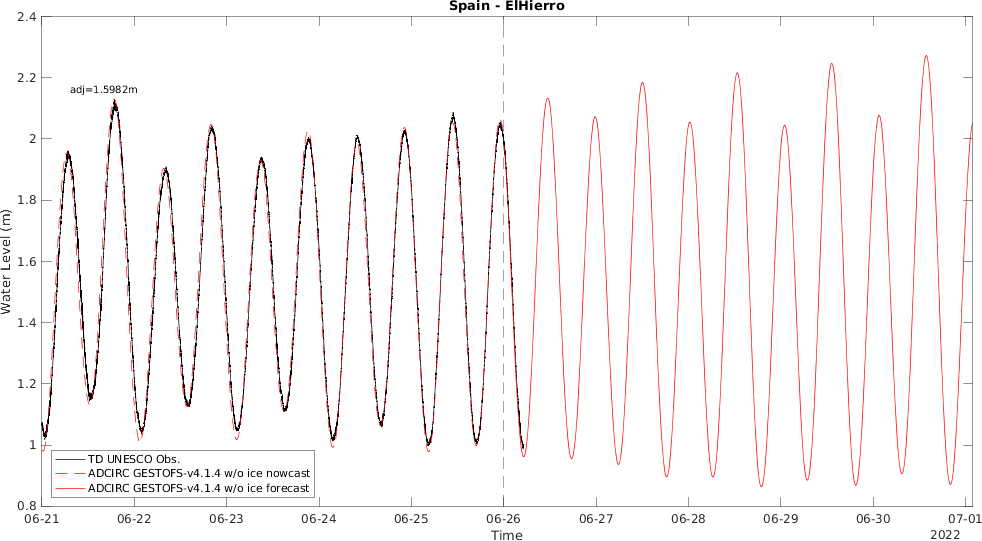 Spain - ElHierro
adj=1.5982m
Water Level (m)
2.4
2.2
2
1.8
1.6
1.4
1.2
1
0.8
TD UNESCO Obs.
ADCIRC GESTOFS-v4.1.4 w/o ice nowcast
ADCIRC GESTOFS-v4.1.4 w/o ice forecast
06-21 06-22 06-23 06-24 06-25 06-26 06-27 06-28 06-29 06-30 07-01
Time
2022